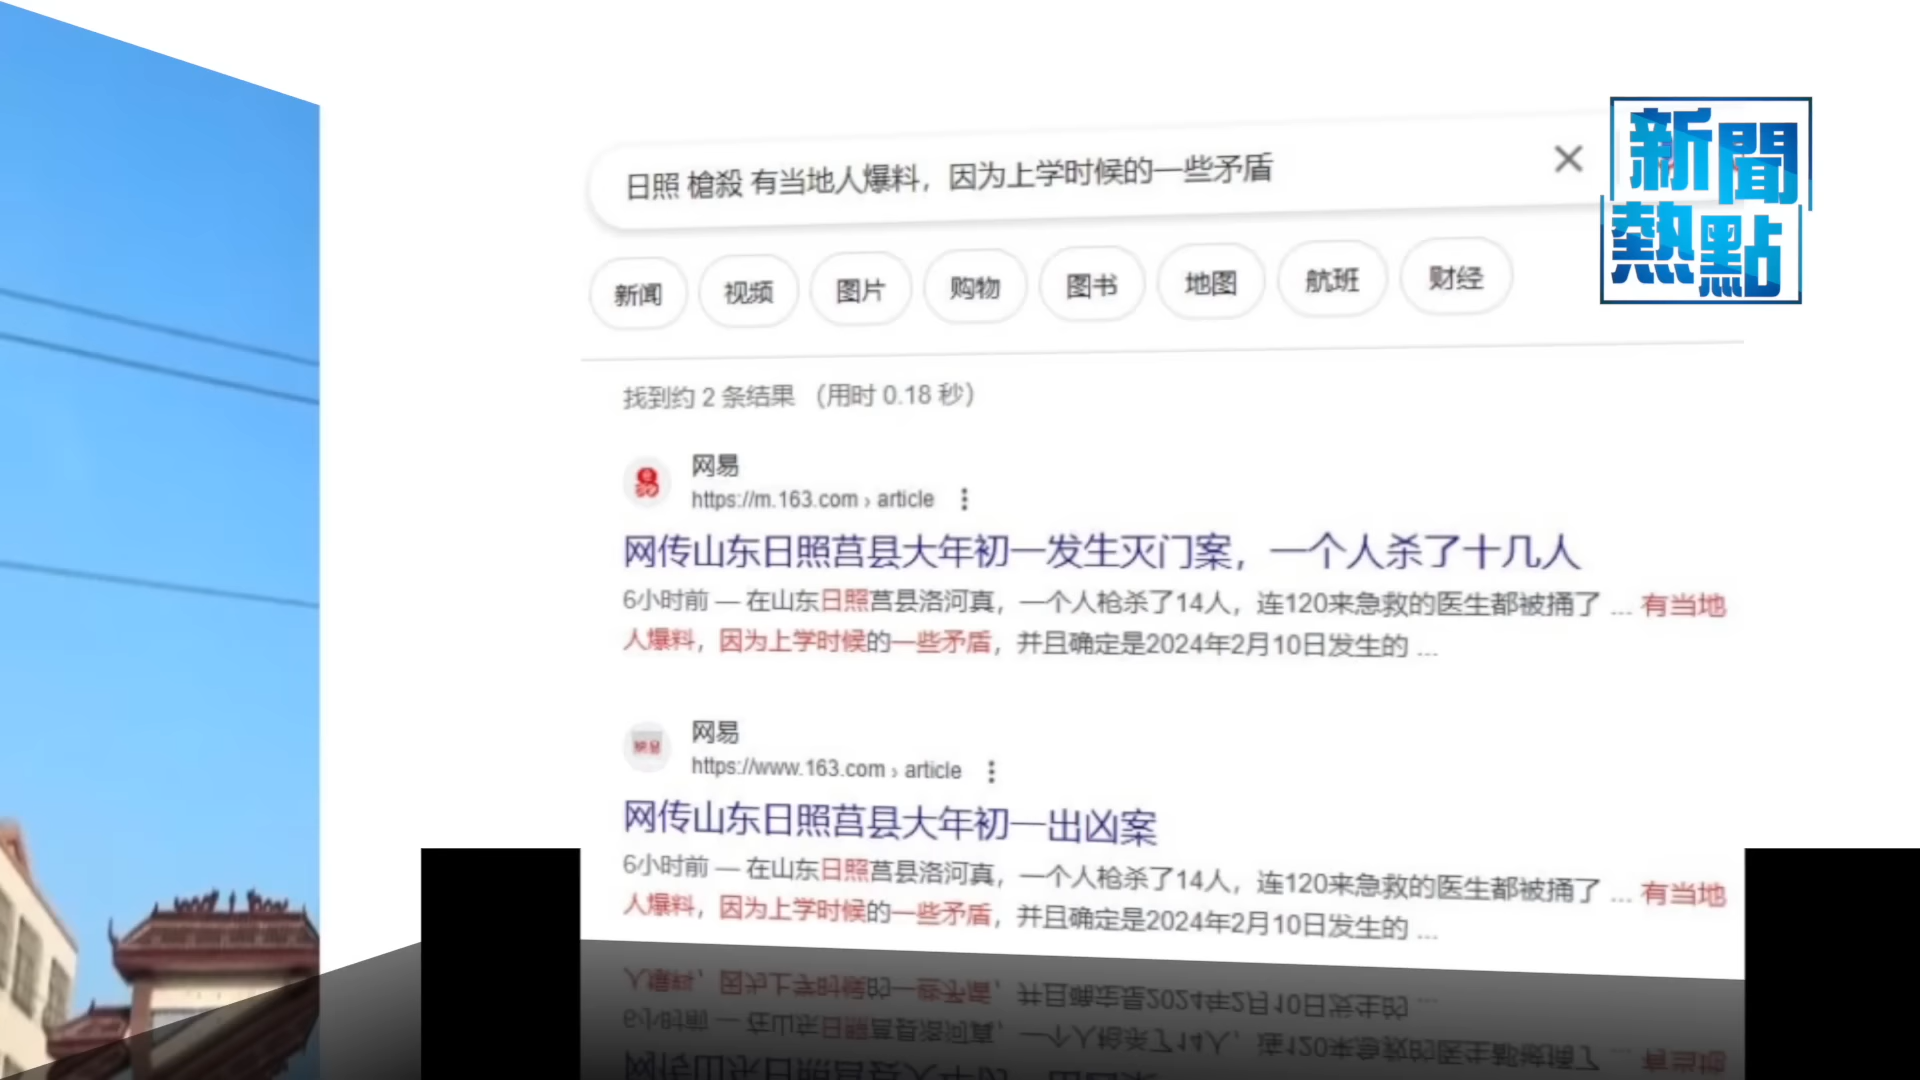 新聞
熱點
日照 槍殺 有当地人爆料，因为上学时候的一些矛盾
新闻 视频 图片 购物 图书 地图 航班 财经
找到约 2 条结果 （用时 0.18 秒）
网易
https://m.163.com › article
网传山东日照莒县大年初一发生灭门案，一个人杀了十几人
6小时前 — 在山东日照莒县洛河真，一个人枪杀了14人，连120来急救的医生都被捅了 ... 有当地
人爆料，因为上学时候的一些矛盾，并且确定是2024年2月10日发生的 ...
网易
https://www.163.com › article
网传山东日照莒县大年初一出凶案
6小时前 — 在山东日照莒县洛河真，一个人枪杀了14人，连120来急救的医生都被捅了 ... 有当地
人爆料，因为上学时候的一些矛盾，并且确定是2024年2月10日发生的 ...